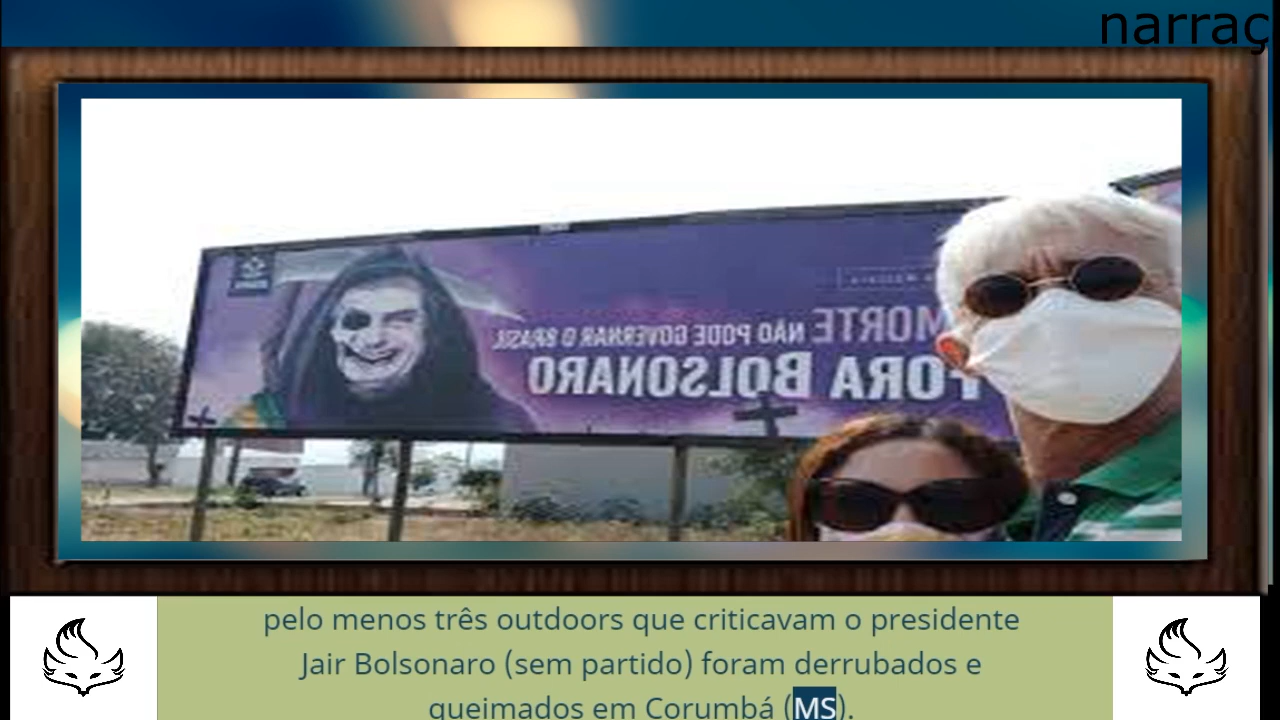 narraç
MORTE NÃO PODE GOVERNAR O BRASIL
FORA BOLSONARO
pelo menos três outdoors que criticavam o presidente
Jair Bolsonaro (sem partido) foram derrubados e
queimados em Corumbá (MS).